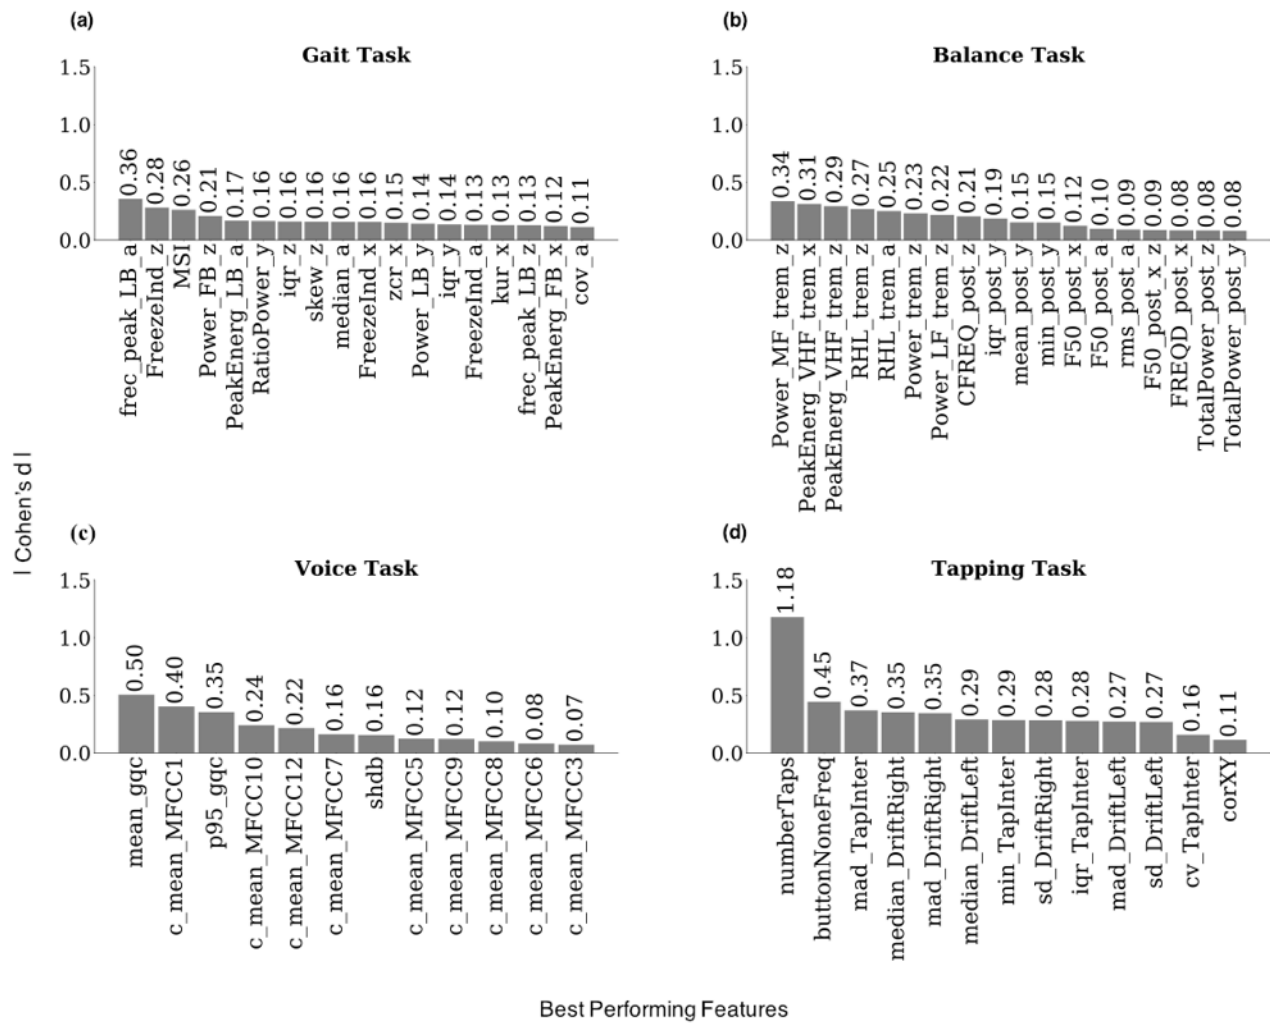 (a)
Gait Task
1.5
1.0
0.5
0.0
0.36
0.28
0.26
0.21
0.17
0.16
0.16
0.16
0.16
0.16
0.15
0.14
0.14
0.13
0.13
0.13
0.12
0.11
frec_peak_LB_a
FreezeInd_z
MSI
Power_FB_z
PeakEnerg_LB_a
RatioPower_y
iqr_z
skew_z
median_a
FreezeInd_x
zcr_x
Power_LB_y
iqr_y
FreezeInd_a
kur_x
frec_peak_LB_z
PeakEnerg_FB_x
cov_a
(b)
Balance Task
1.5
1.0
0.5
0.0
0.34
0.31
0.29
0.27
0.25
0.23
0.22
0.21
0.19
0.15
0.15
0.12
0.10
0.09
0.09
0.08
0.08
0.08
Power_MF_trem_z
PeakEnerg_VHF_trem_x
PeakEnerg_VHF_trem_z
RHL_trem_z
RHL_trem_a
Power_trem_z
Power_LF_trem_z
CFREQ_post_z
iqr_post_y
mean_post_y
min_post_y
F50_post_x
F50_post_a
rms_post_a
F50_post_x_z
FREQD_post_x
TotalPower_post_z
TotalPower_post_y
| Cohen's d |
(c)
Voice Task
1.5
1.0
0.5
0.0
0.50
0.40
0.35
0.24
0.22
0.16
0.16
0.12
0.12
0.10
0.08
0.07
mean_gqc
c_mean_MFCC1
p95_gqc
c_mean_MFCC10
c_mean_MFCC12
c_mean_MFCC7
shdb
c_mean_MFCC5
c_mean_MFCC9
c_mean_MFCC8
c_mean_MFCC6
c_mean_MFCC3
(d)
Tapping Task
1.5
1.0
0.5
0.0
1.18
0.45
0.37
0.35
0.35
0.29
0.29
0.28
0.28
0.27
0.27
0.16
0.11
numberTaps
buttonNoneFreq
mad_TapInter
median_DriftRight
mad_DriftRight
median_DriftLeft
min_TapInter
sd_DriftRight
iqr_TapInter
mad_DriftLeft
sd_DriftLeft
cv_TapInter
corXY
Best Performing Features